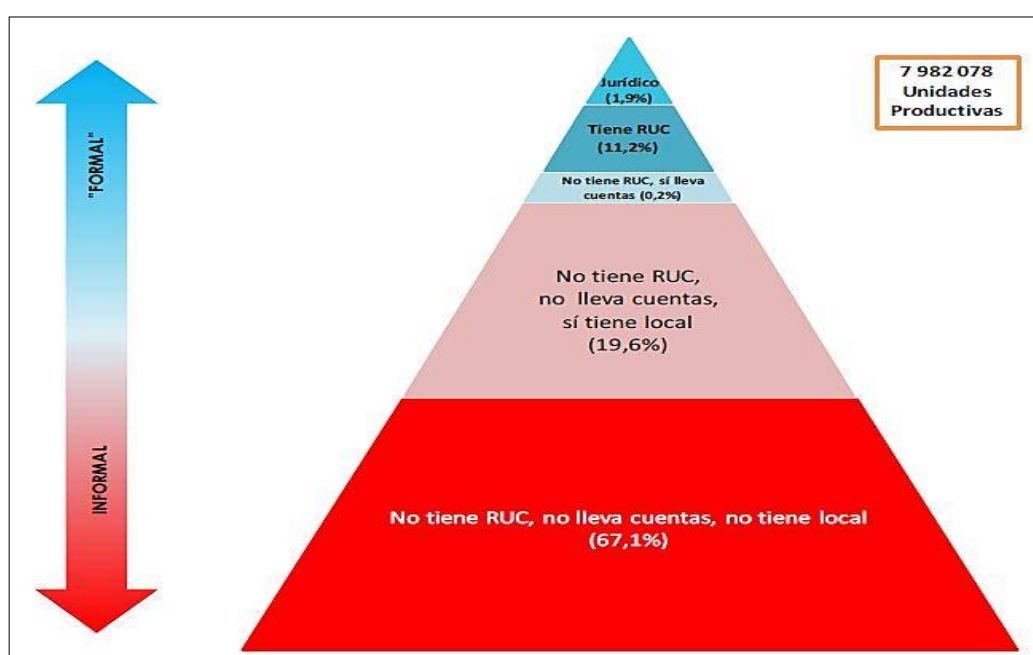 Jurídico
(1,9%)
7 982 078
Unidades
Productivas
Tiene RUC
(11,2%)
"FORMAL"
No tiene RUC, sí lleva
cuentas (0,2%)
No tiene RUC,
no lleva cuentas,
sí tiene local
(19,6%)
INFORMAL
No tiene RUC, no lleva cuentas, no tiene local
(67,1%)